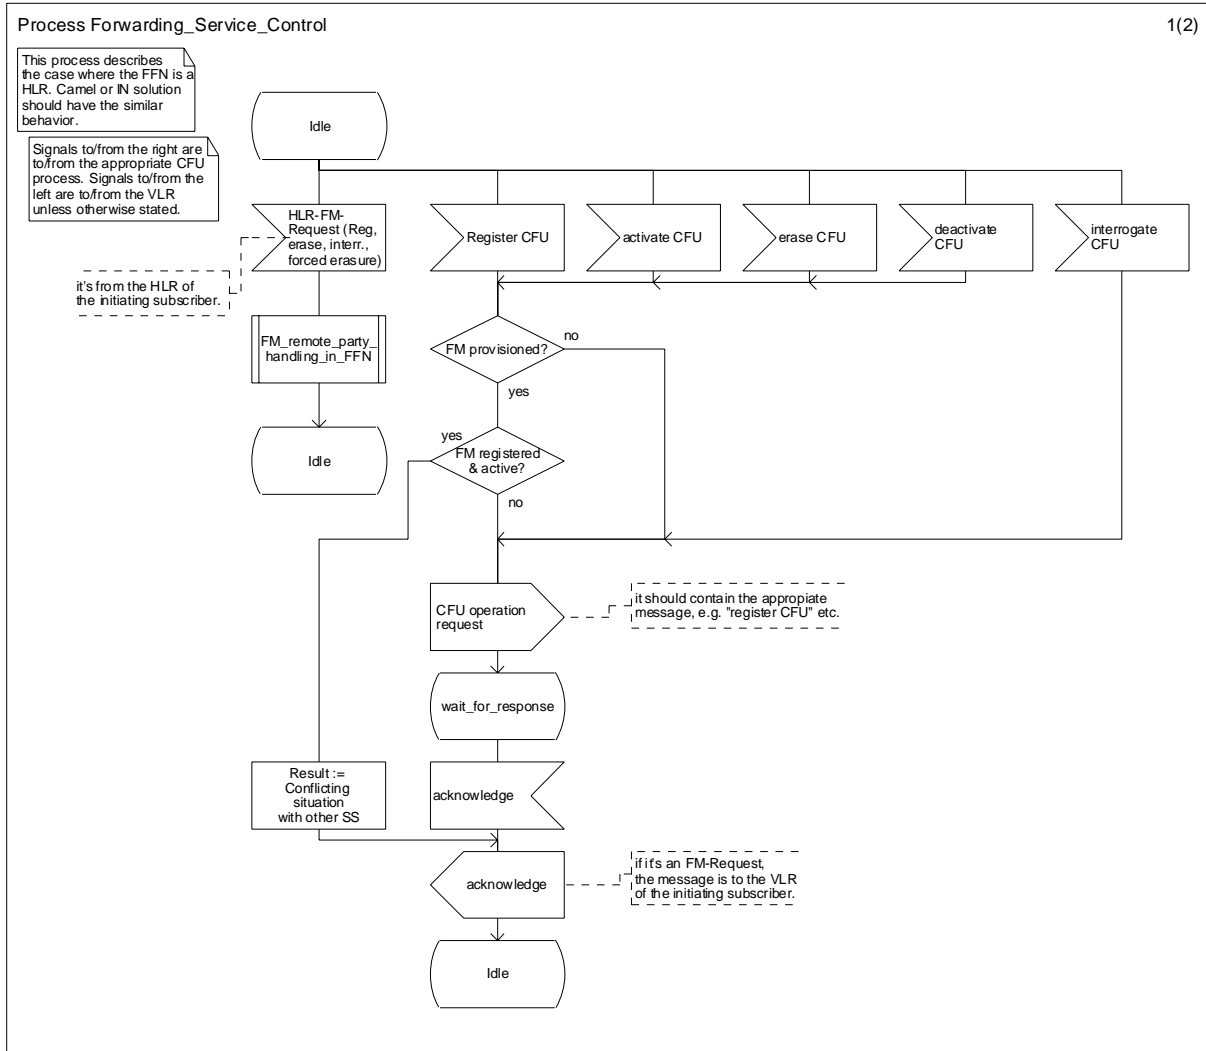 Process Forwarding_Service_Control
1(2)
This process describes
the case where the FFN is a
HLR. Camel or IN solution
should have the similar
behavior.
Signals to/from the right are
to/from the appropriate CFU
process. Signals to/from the
left are to/from the VLR
unless otherwise stated.
Idle
HLR-FM-
Request (Reg,
erase, interr.,
forced erasure)
Register CFU
activate CFU
erase CFU
deactivate
CFU
interrogate
CFU
it's from the HLR of
the initiating subscriber.
FM_remote_party_
handling_in_FFN
FM provisioned?
no
yes
Idle
yes
FM registered
& active?
no
CFU operation
request
it should contain the appropiate
message, e.g. "register CFU" etc.
wait_for_response
Result :=
Conflicting
situation
with other SS
acknowledge
acknowledge
if it's an FM-Request,
the message is to the VLR
of the initiating subscriber.
Idle